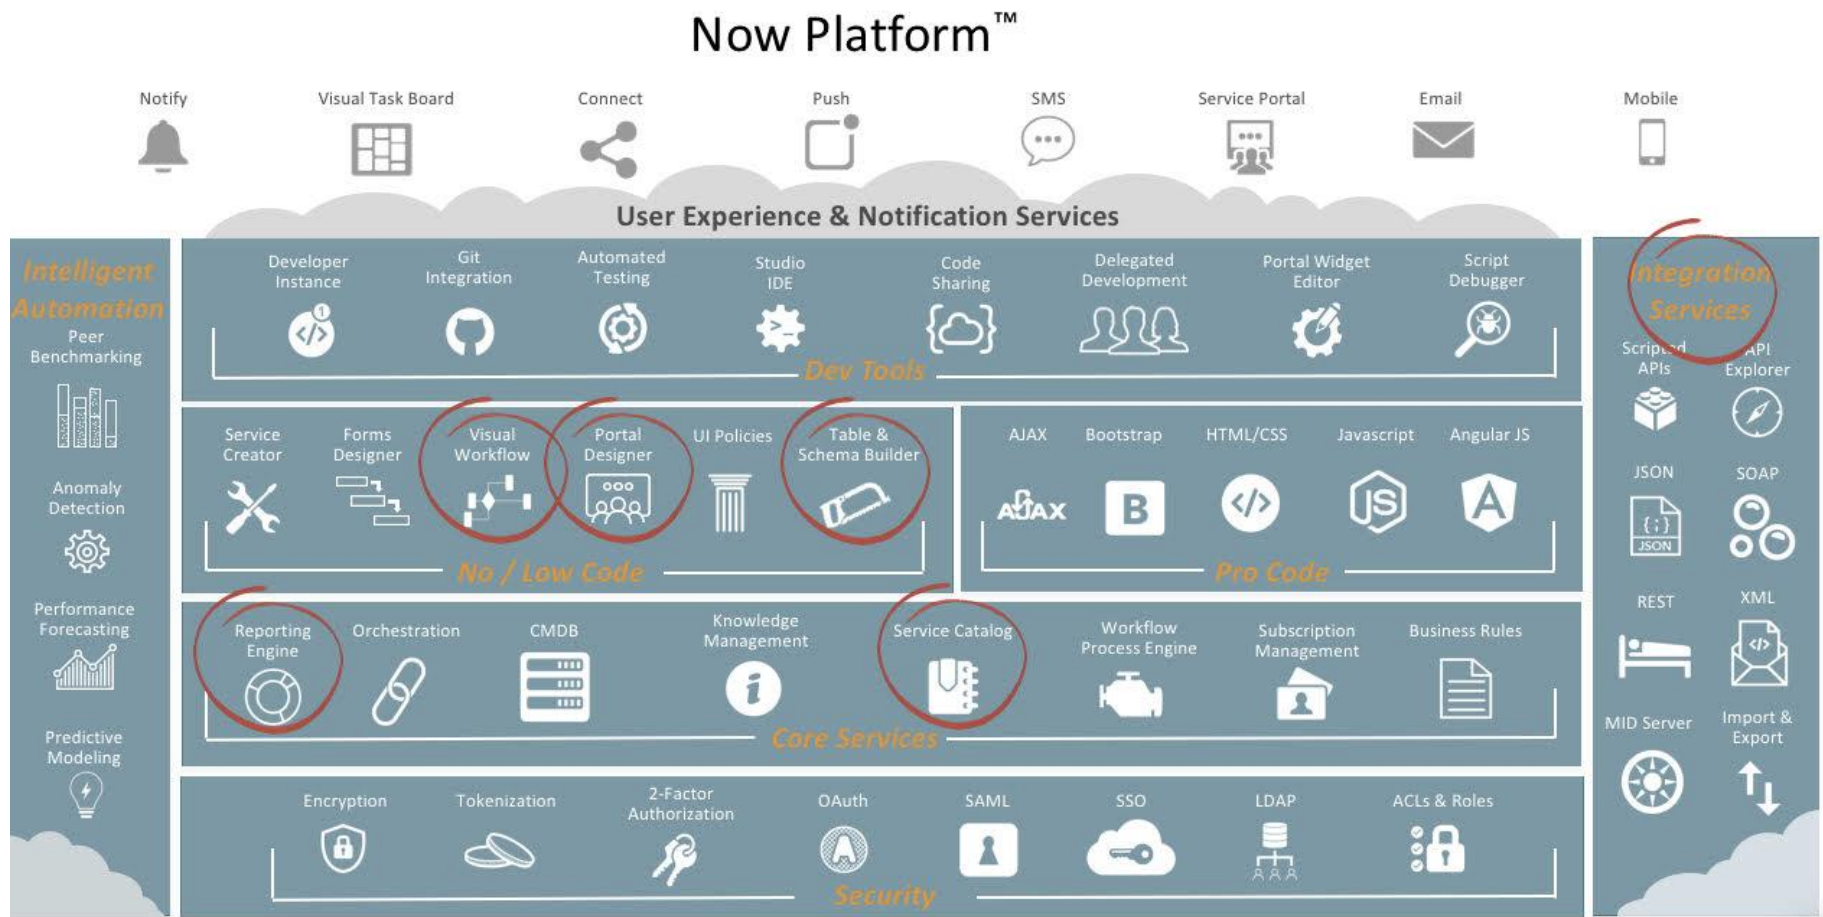 Now Platform™
Notify
Visual Task Board
Connect
Push
SMS
Service Portal
Email
Mobile
User Experience & Notification Services
Intelligent
Automation
Peer
Benchmarking
Anomaly
Detection
Performance
Forecasting
Predictive
Modeling
Developer
Instance
1
</>
Git
Integration
Automated
Testing
Studio
IDE
>_
Code
Sharing
Delegated
Development
Portal Widget
Editor
Script
Debugger
Dev Tools
Service
Creator
Forms
Designer
Visual
Workflow
Portal
Designer
UI Policies
Table &
Schema Builder
No / Low Code
AJAX
AJAX
Bootstrap
B
HTML/CSS
</>
Javascript
JS
Angular JS
A
Pro Code
Reporting
Engine
Orchestration
CMDB
Knowledge
Management
i
Service Catalog
Workflow
Process Engine
Subscription
Management
Business Rules
Core Services
Encryption
Tokenization
2-Factor
Authorization
OAuth
A
SAML
SSO
LDAP
ACLs & Roles
Security
Integration
Services
Scripted
APIs
API
Explorer
JSON
{;}
JSON
SOAP
REST
XML
</>
MID Server
Import &
Export